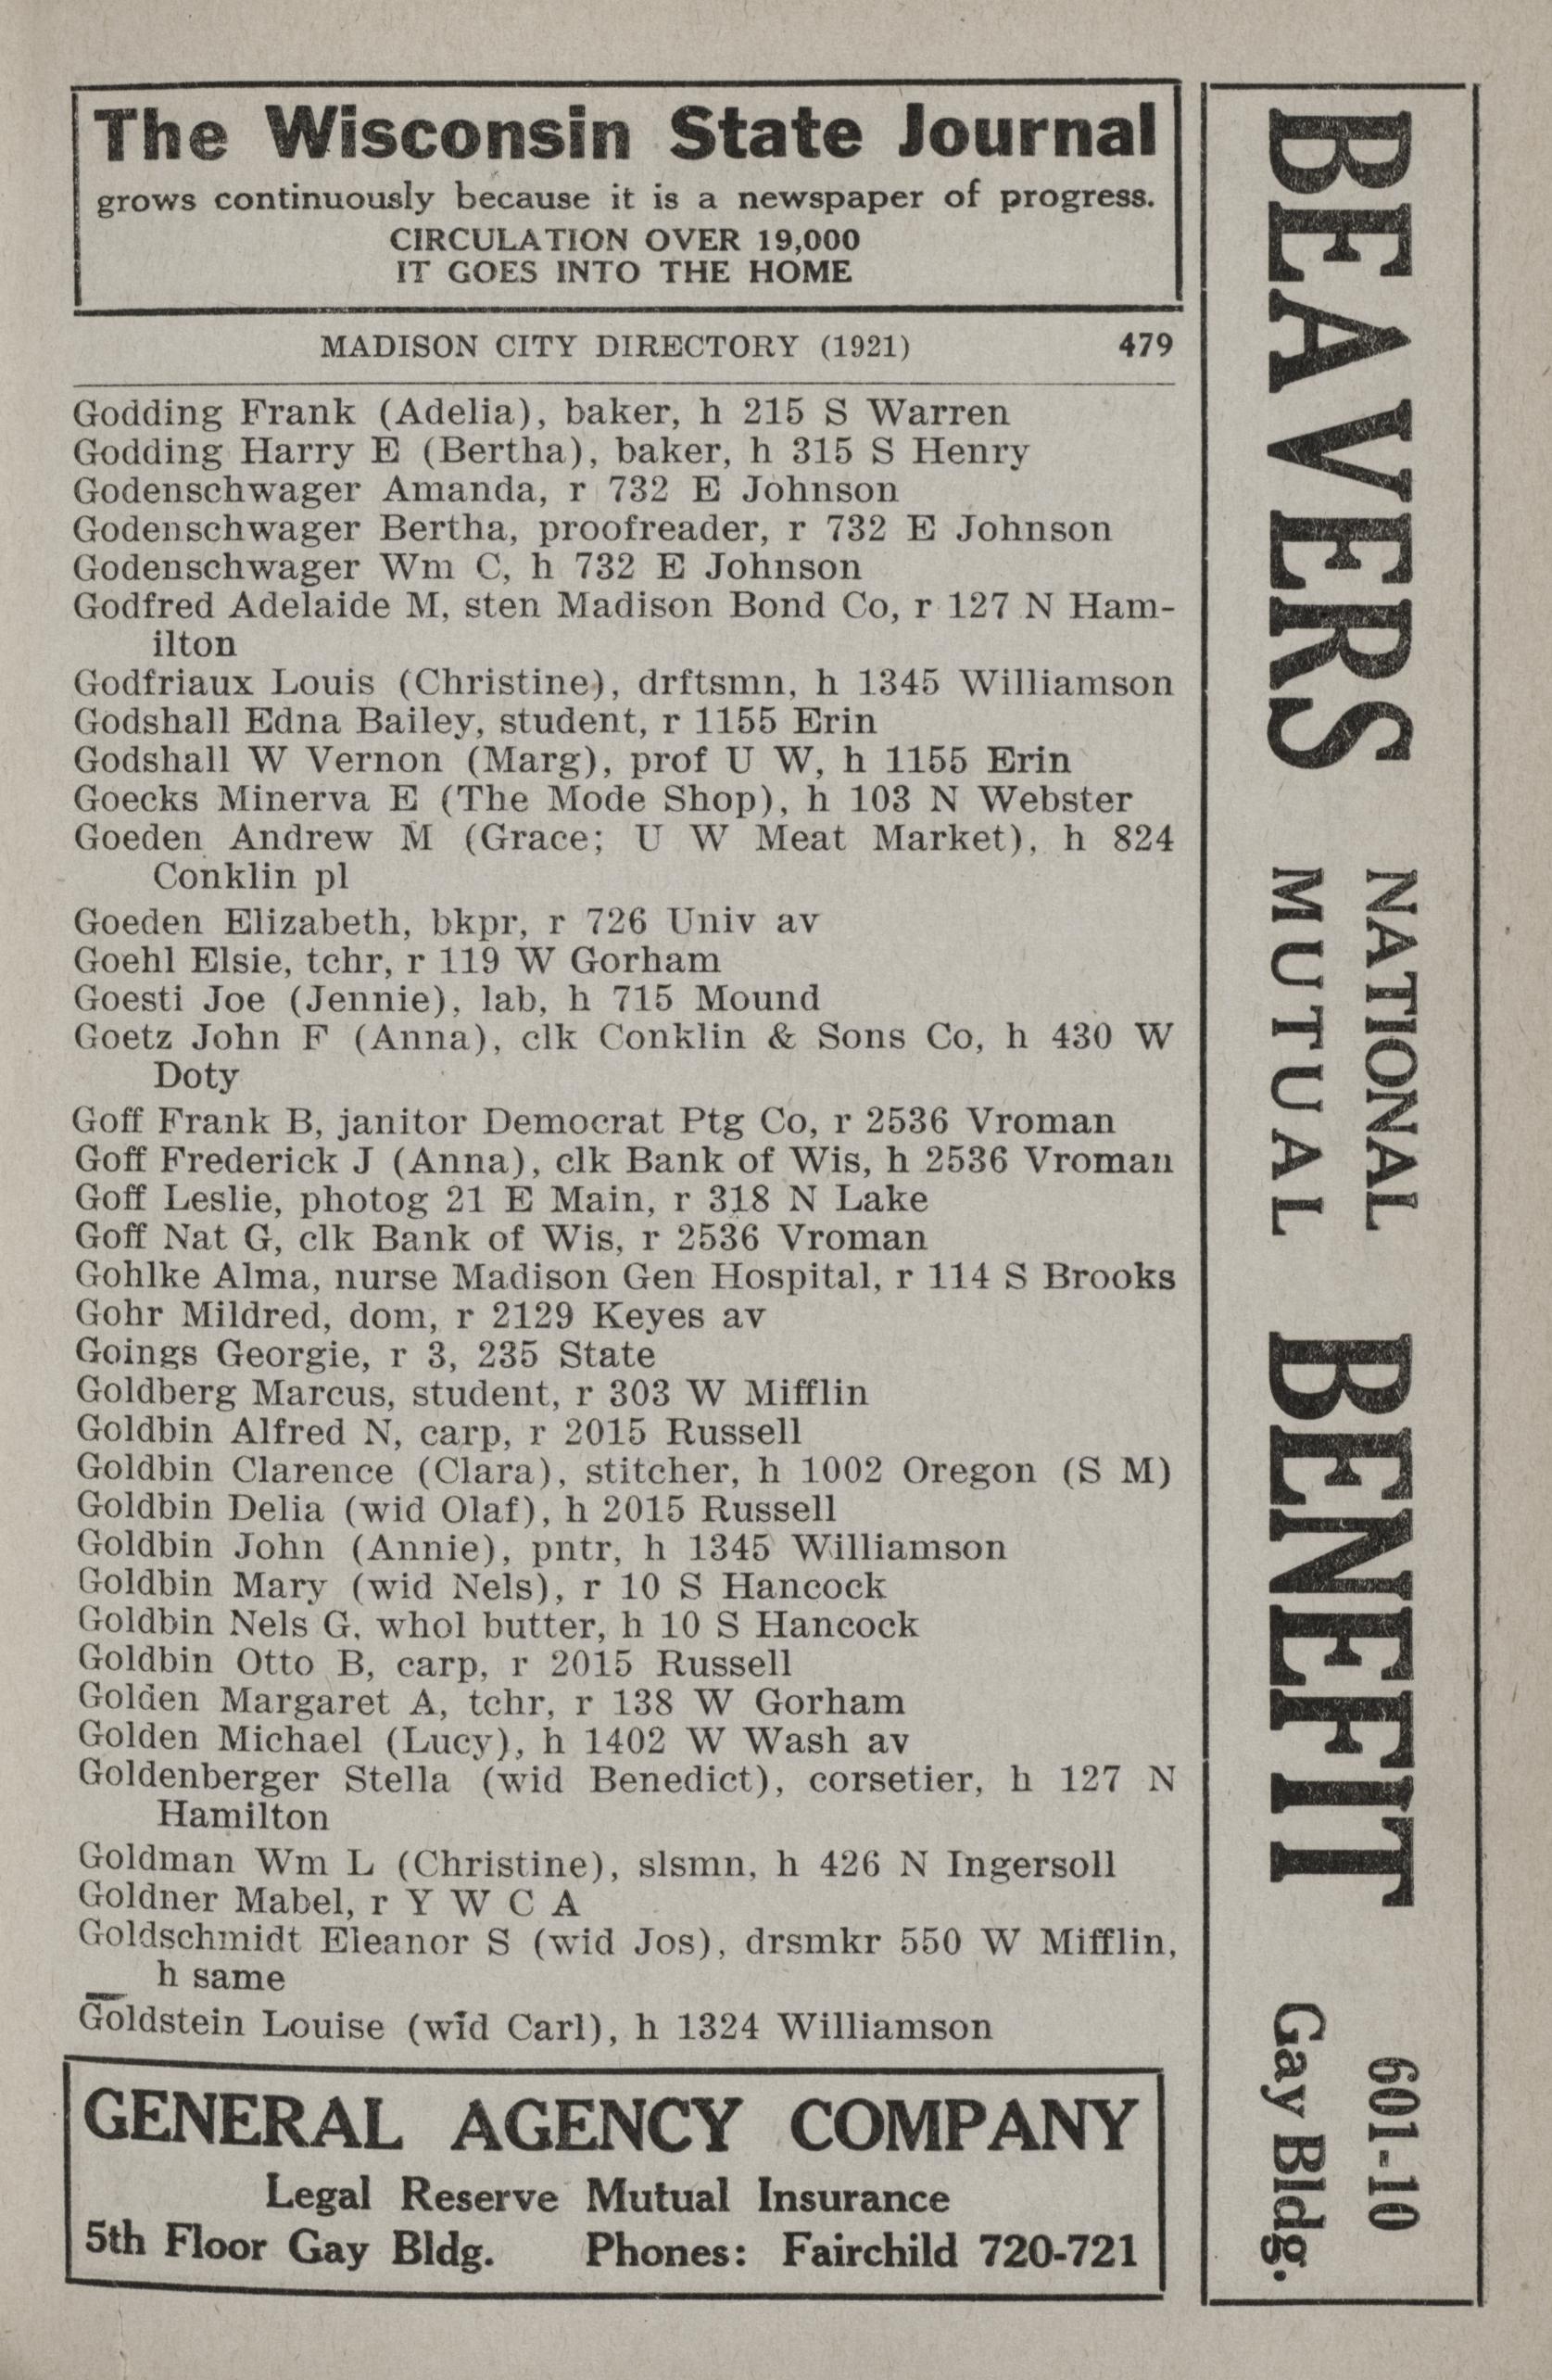 The Wisconsin State Journal
grows continuously because it is a newspaper of progress.
CIRCULATION OVER 19,000
IT GOES INTO THE HOME
MADISON CITY DIRECTORY (1921) 479
Godding Frank (Adelia), baker, h 215 S Warren
Godding Harry E (Bertha), baker, h 315 S Henry
Godenschwager Amanda, r 732 E Johnson
Godenschwager Bertha, proofreader, r 732 E Johnson
Godenschwager Wm C, h 732 E Johnson
Godfred Adelaide M, sten Madison Bond Co, r 127 N Ham-
ilton
Godfriaux Louis (Christine), drftsmn, h 1345 Williamson
Godshall Edna Bailey, student, r 1155 Erin
Godshall W Vernon (Marg), prof U W, h 1155 Erin
Goecks Minerva E (The Mode Shop), h 103 N Webster
Goeden Andrew M (Grace; U W Meat Market), h 824
Conklin pl
Goeden Elizabeth, bkpr, r 726 Univ av
Goehl Elsie, tchr, r 119 W Gorham
Goesti Joe (Jennie), lab, h 715 Mound
Goetz John F (Anna), clk Conklin & Sons Co, h 430 W
Doty
Goff Frank B, janitor Democrat Ptg Co, r 2536 Vroman
Goff Frederick J (Anna), clk Bank of Wis, h 2536 Vroman
Goff Leslie, photog 21 E Main, r 318 N Lake
Goff Nat G, clk Bank of Wis, r 2536 Vroman
Gohlke Alma, nurse Madison Gen Hospital, r 114 S Brooks
Gohr Mildred, dom, r 2129 Keyes av
Goings Georgie, r 3, 235 State
Goldberg Marcus, student, r 303 W Mifflin
Goldbin Alfred N, carp, r 2015 Russell
Goldbin Clarence (Clara), stitcher, h 1002 Oregon (S M)
Goldbin Delia (wid Olaf), h 2015 Russell
Goldbin John (Annie), pntr, h 1345 Williamson
Goldbin Mary (wid Nels), r 10 S Hancock
Goldbin Nels G, whol butter, h 10 S Hancock
Goldbin Otto B, carp, r 2015 Russell
Golden Margaret A, tchr, r 138 W Gorham
Golden Michael (Lucy), h 1402 W Wash av
Goldenberger Stella (wid Benedict), corsetier, h 127 N
Hamilton
Goldman Wm L (Christine), slsmn, h 426 N Ingersoll
Goldner Mabel, r Y W C A
Goldschmidt Eleanor S (wid Jos), drsmkr 550 W Mifflin,
h same
Goldstein Louise (wid Carl), h 1324 Williamson
GENERAL AGENCY COMPANY
Legal Reserve Mutual Insurance
5th Floor Gay Bldg. Phones: Fairchild 720-721
BEAVERS
NATIONAL
MUTUAL
BENEFIT
601-10
Gay Bldg.